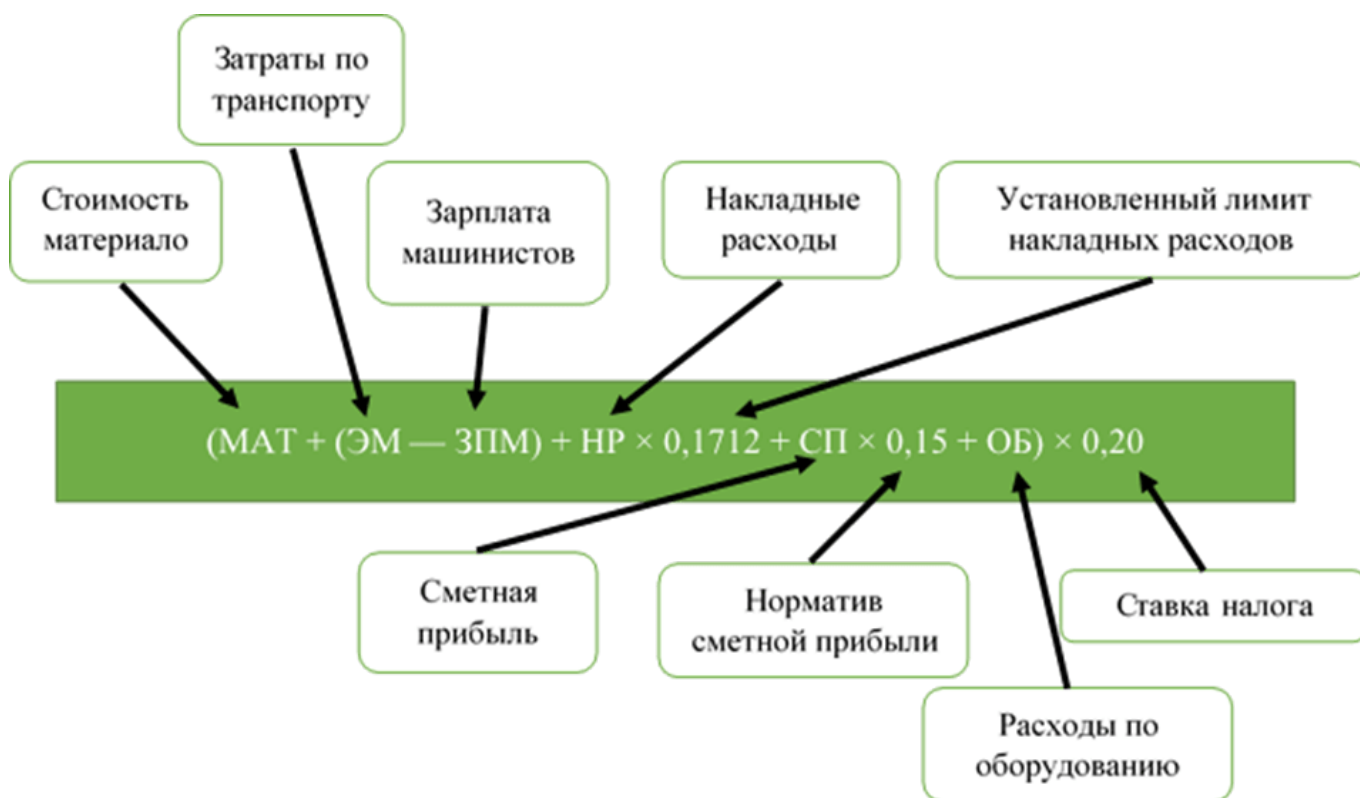 Затраты по
транспорту
Стоимость
материало
Зарплата
машинистов
Накладные
расходы
Установленный лимит
накладных расходов
(МАТ + (ЭМ — ЗПМ) + НР × 0,1712 + СП × 0,15 + ОБ) × 0,20
Сметная
прибыль
Норматив
сметной прибыли
Ставка налога
Расходы по
оборудованию